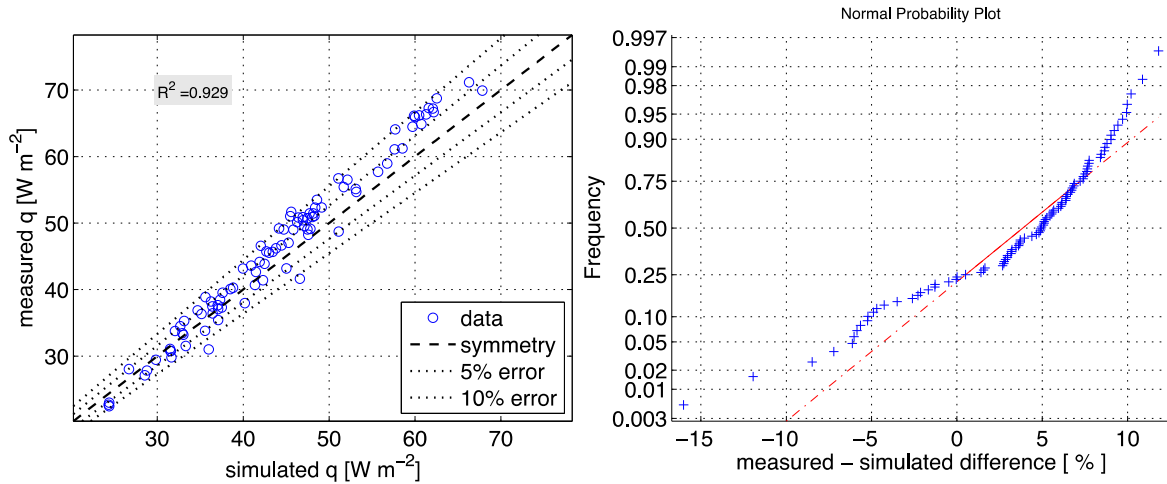 measured q [W m⁻²]
70
60
50
40
30
R² =0.929
data
symmetry
5% error
10% error
30 40 50 60 70
simulated q [W m⁻²]
Normal Probability Plot
Frequency
0.997
0.99
0.98
0.95
0.90
0.75
0.50
0.25
0.10
0.05
0.02
0.01
0.003
−15 −10 −5 0 5 10
measured − simulated difference [ % ]